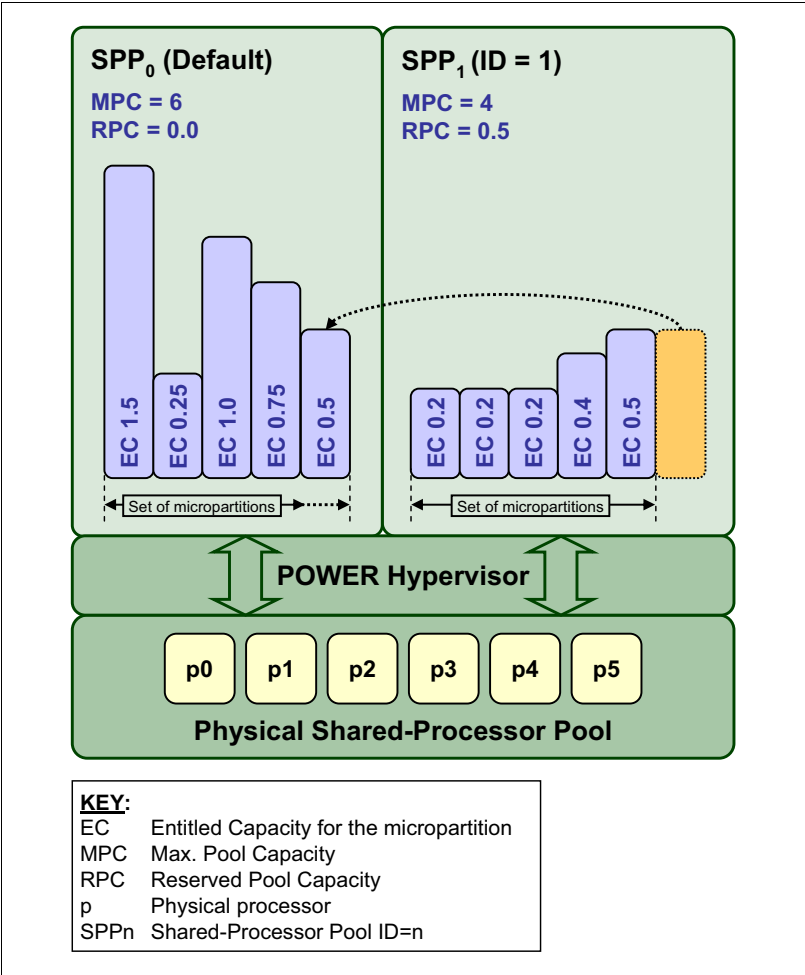 SPP0 (Default)
MPC = 6
RPC = 0.0
EC 1.5
EC 0.25
EC 1.0
EC 0.75
EC 0.5
Set of micropartitions
SPP1 (ID = 1)
MPC = 4
RPC = 0.5
EC 0.2
EC 0.2
EC 0.2
EC 0.4
EC 0.5
Set of micropartitions
POWER Hypervisor
p0 p1 p2 p3 p4 p5
Physical Shared-Processor Pool
KEY:
EC Entitled Capacity for the micropartition
MPC Max. Pool Capacity
RPC Reserved Pool Capacity
p Physical processor
SPPn Shared-Processor Pool ID=n